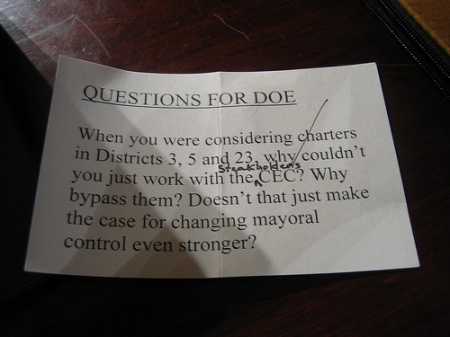 QUESTIONS FOR DOE
When you were considering charters
in Districts 3, 5 and 23, why couldn't
steakholders
you just work with the CEC? Why
bypass them? Doesn't that just make
the case for changing mayoral
control even stronger?